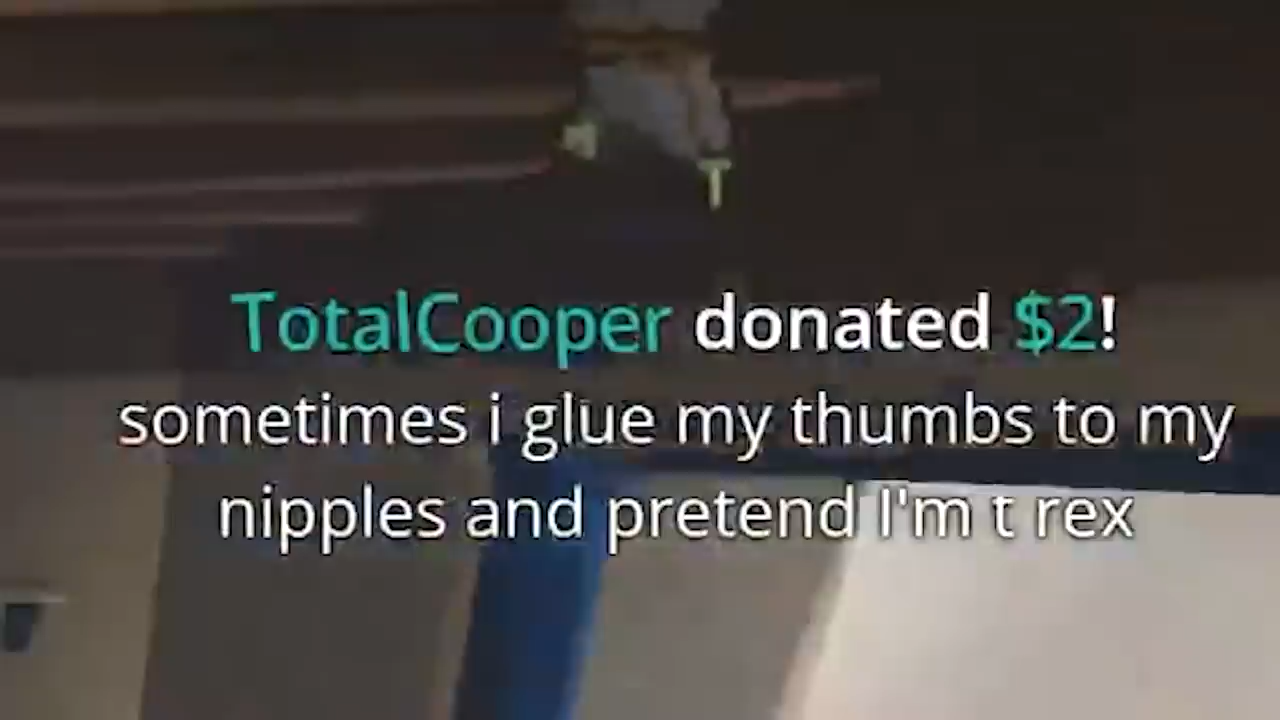 TotalCooper donated $2!
sometimes i glue my thumbs to my
nipples and pretend I'm t rex